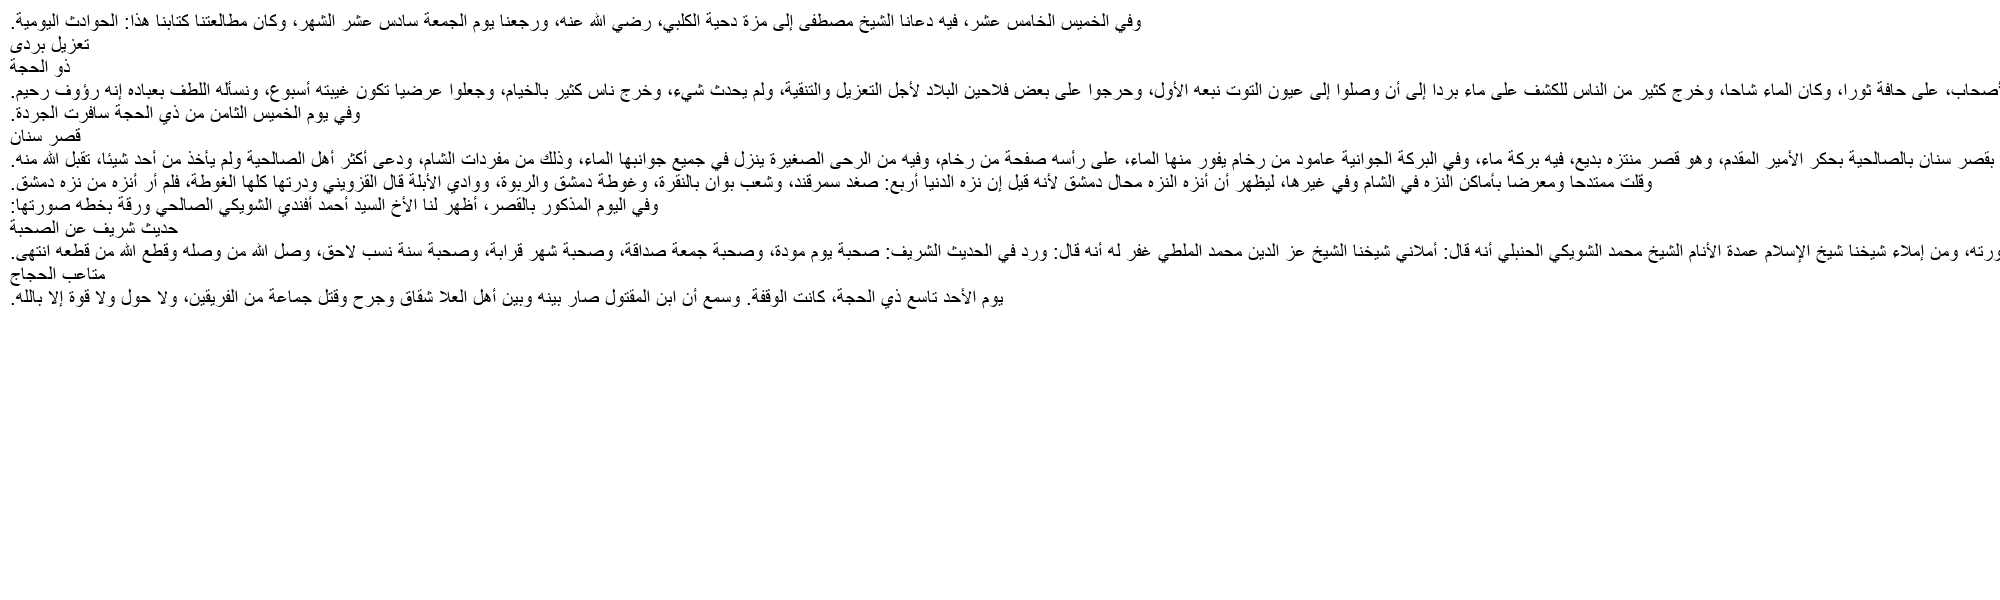 وفي الخميس الخامس عشر، فيه دعانا الشيخ مصطفى إلى مزة دحية الكلبي، رضي الله عنه، ورجعنا يوم الجمعة سادس عشر الشهر، وكان مطالعتنا كتابنا هذا: الحوادث اليومية.
تعزيل بردى
ذو الحجة
أصحاب، على حافة ثورا، وكان الماء شاحا، وخرج كثير من الناس للكشف على ماء بردا إلى أن وصلوا إلى عيون التوت نبعه الأول، وحرجوا على بعض فلاحين البلاد لأجل التعزيل والتنقية، ولم يحدث شيء، وخرج ناس كثير بالخيام، وجعلوا عرضيا تكون غيبته أسبوع، ونسأله اللطف بعباده إنه رؤوف رحيم.
وفي يوم الخميس الثامن من ذي الحجة سافرت الجردة.
قصر سنان
بقصر سنان بالصالحية بحكر الأمير المقدم، وهو قصر منتزه بديع، فيه بركة ماء، وفي البركة الجوانية عامود من رخام يفور منها الماء، على رأسه صفحة من رخام، وفيه من الرحى الصغيرة ينزل في جميع جوانبها الماء، وذلك من مفردات الشام، ودعى أكثر أهل الصالحية ولم يأخذ من أحد شيئا، تقبل الله منه.
وقلت ممتدحا ومعرضا بأماكن النزه في الشام وفي غيرها، ليظهر أن أنزه النزه محال دمشق لأنه قيل إن نزه الدنيا أربع: صغد سمرقند، وشعب بوان بالنقرة، وغوطة دمشق والربوة، ووادي الأبلة قال القزويني ودرتها كلها الغوطة، فلم أر أنزه من نزه دمشق.
وفي اليوم المذكور بالقصر، أظهر لنا الأخ السيد أحمد أفندي الشويكي الصالحي ورقة بخطه صورتها:
حديث شريف عن الصحبة
ورته، ومن إملاء شيخنا شيخ الإسلام عمدة الأنام الشيخ محمد الشويكي الحنبلي أنه قال: أملاني شيخنا الشيخ عز الدين محمد الملطي غفر له أنه قال: ورد في الحديث الشريف: صحبة يوم مودة، وصحبة جمعة صداقة، وصحبة شهر قرابة، وصحبة سنة نسب لاحق، وصل الله من وصله وقطع الله من قطعه انتهى.
متاعب الحجاج
يوم الأحد تاسع ذي الحجة، كانت الوقفة. وسمع أن ابن المقتول صار بينه وبين أهل العلا شقاق وجرح وقتل جماعة من الفريقين، ولا حول ولا قوة إلا بالله.